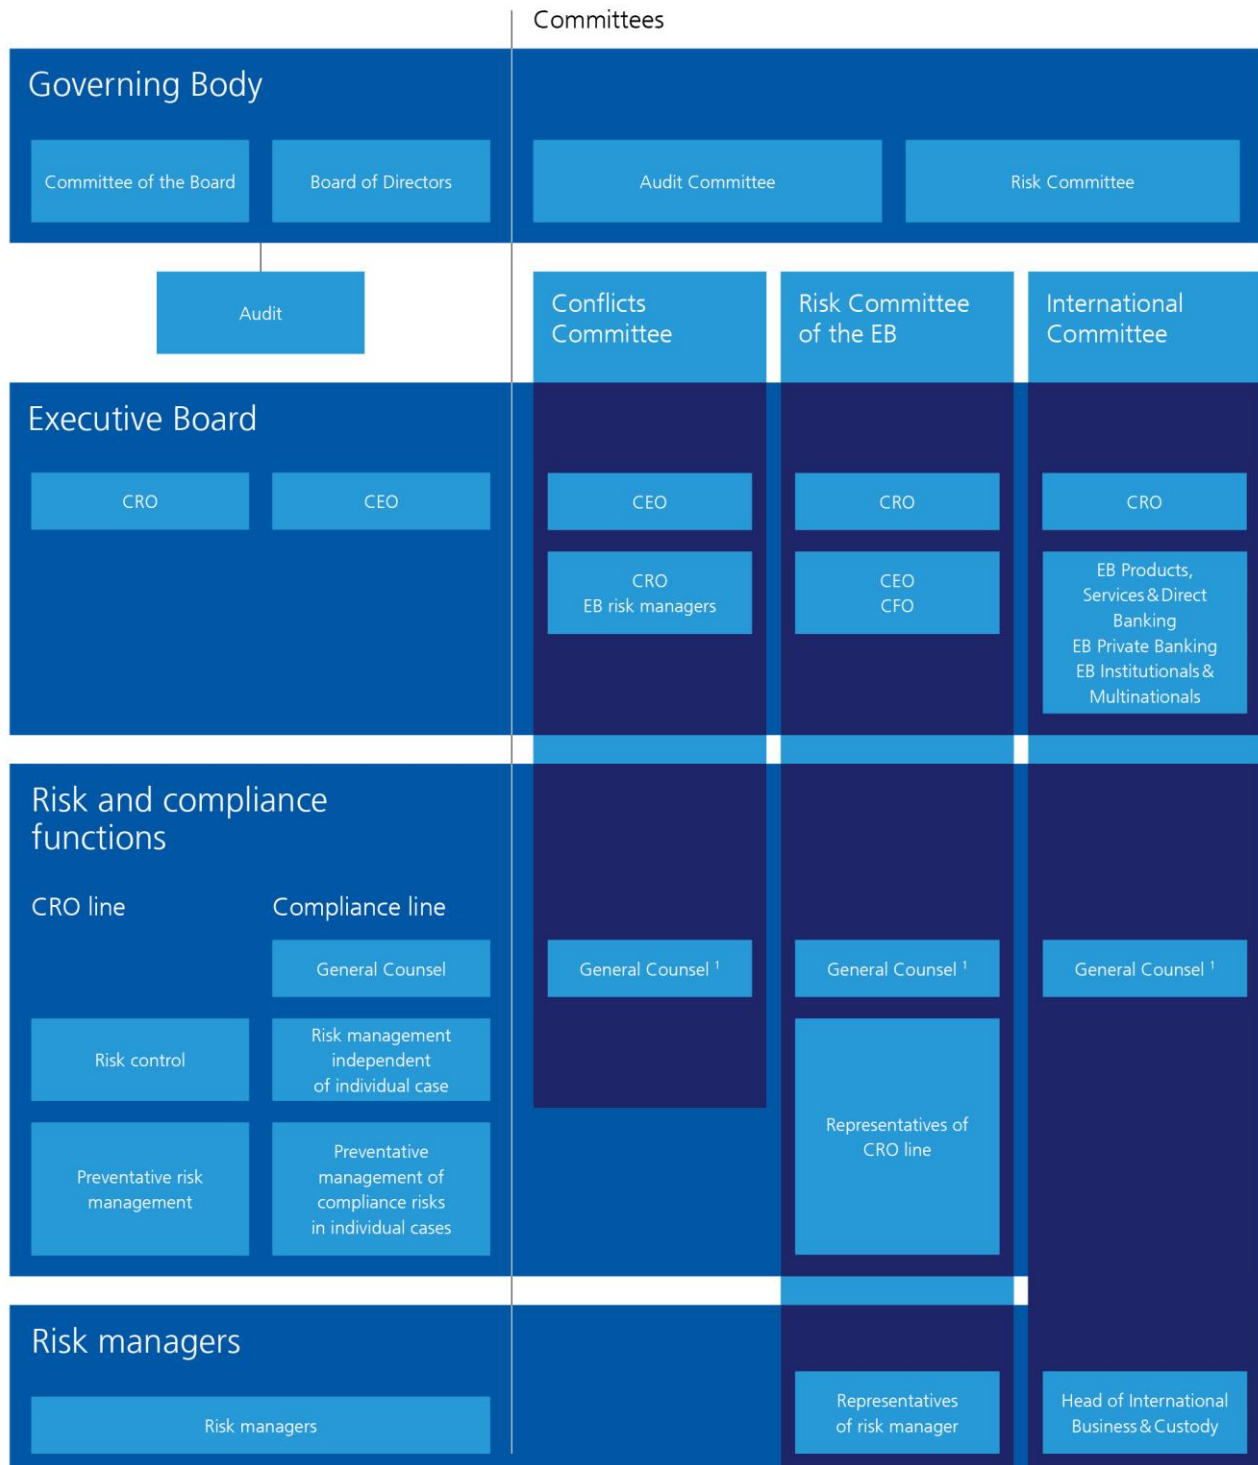 Committees
Governing Body
Committee of the Board
Board of Directors
Audit Committee
Risk Committee
Audit
Conflicts
Committee
Risk Committee
of the EB
International
Committee
Executive Board
CRO
CEO
CEO
CRO
CRO
CRO
EB risk managers
CEO
CFO
EB Products,
Services & Direct
Banking
EB Private Banking
EB Institutionals &
Multinationals
Risk and compliance
functions
CRO line
Compliance line
General Counsel
General Counsel ¹
General Counsel ¹
General Counsel ¹
Risk control
Risk management
independent
of individual case
Representatives of
CRO line
Preventative risk
management
Preventative
management of
compliance risks
in individual cases
Risk managers
Risk managers
Representatives
of risk manager
Head of International
Business & Custody